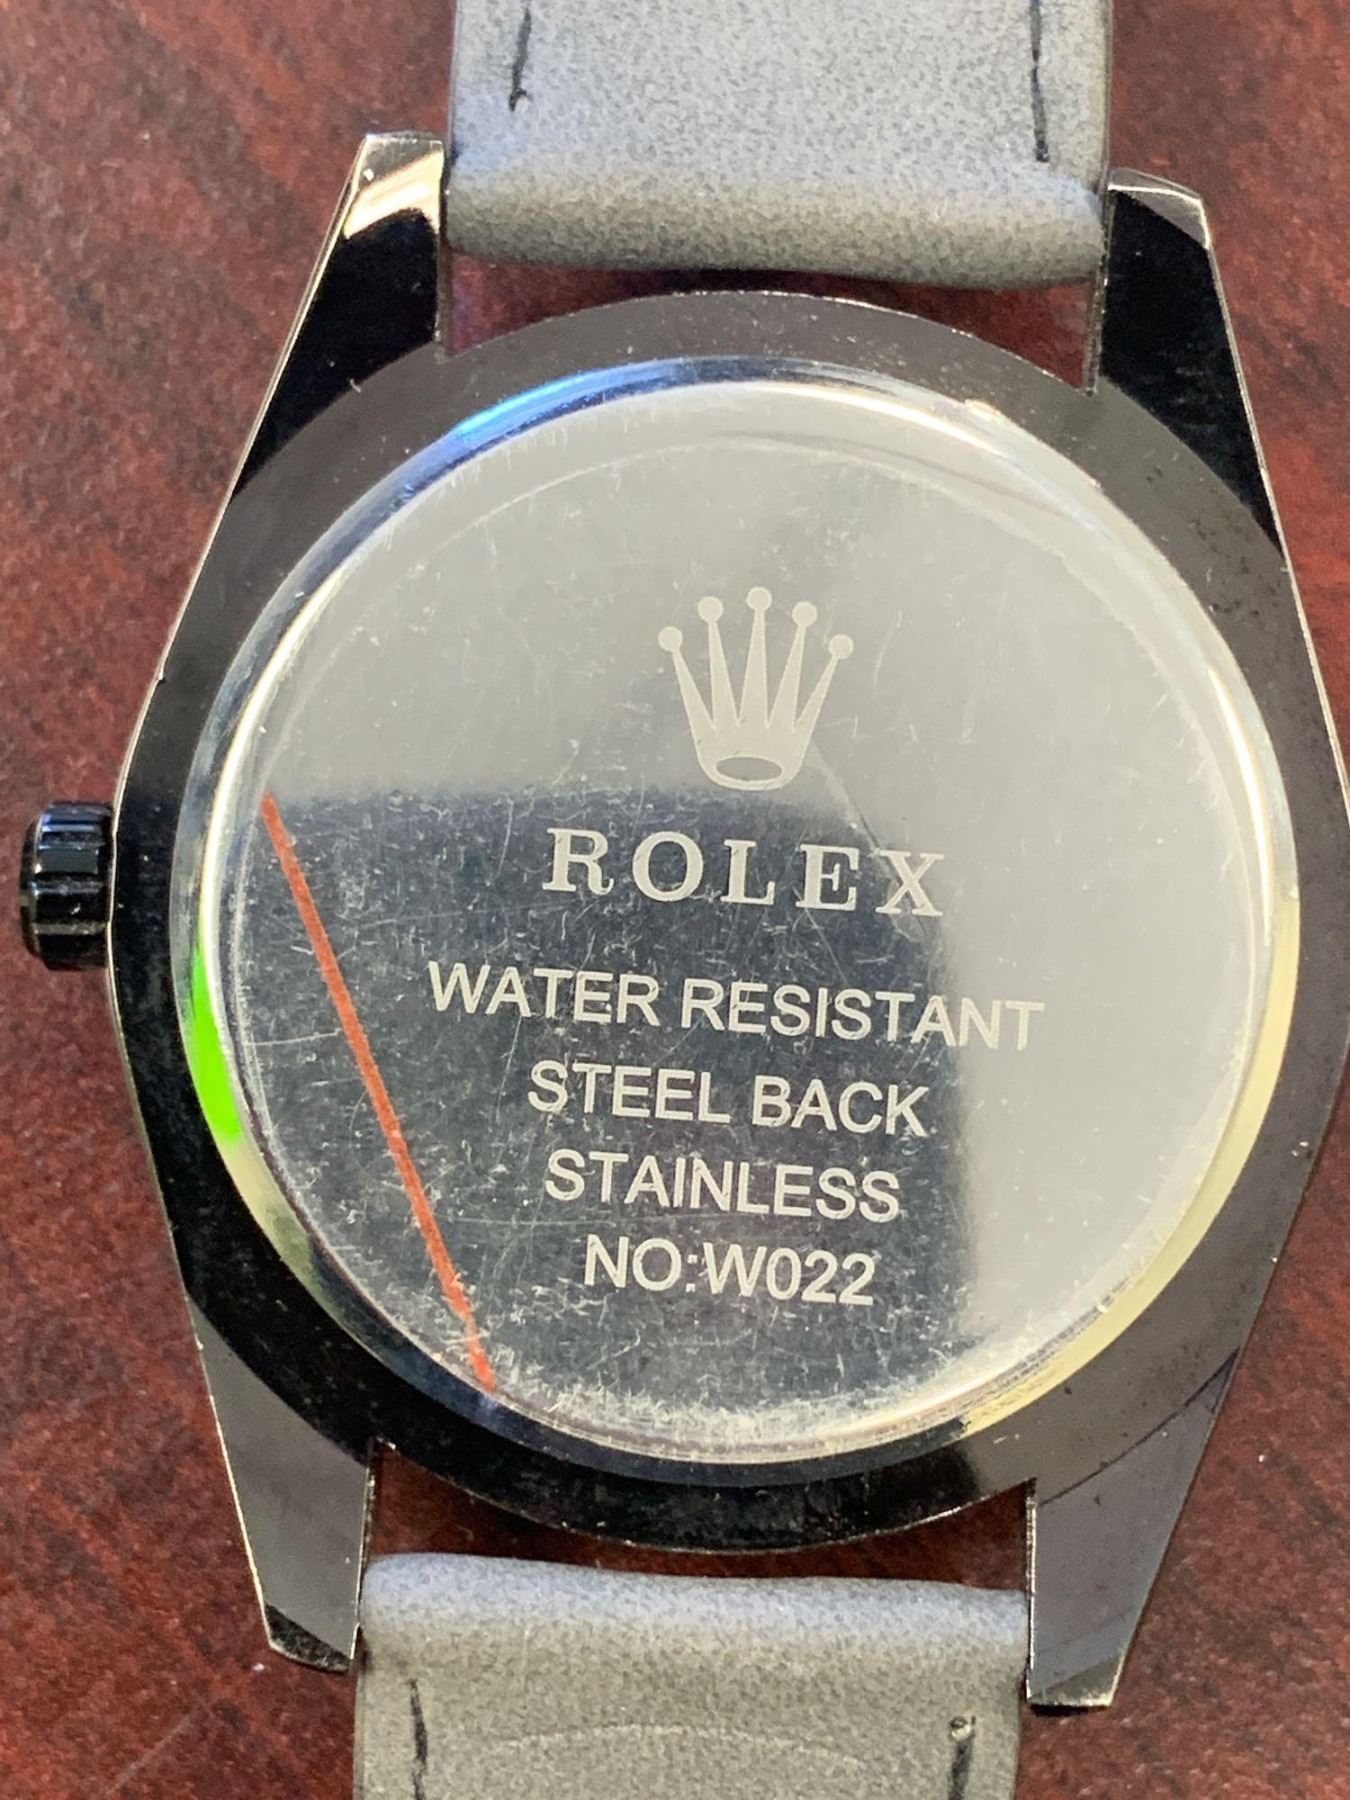 ROLEX
WATER RESISTANT
STEEL BACK
STAINLESS
NO:W022